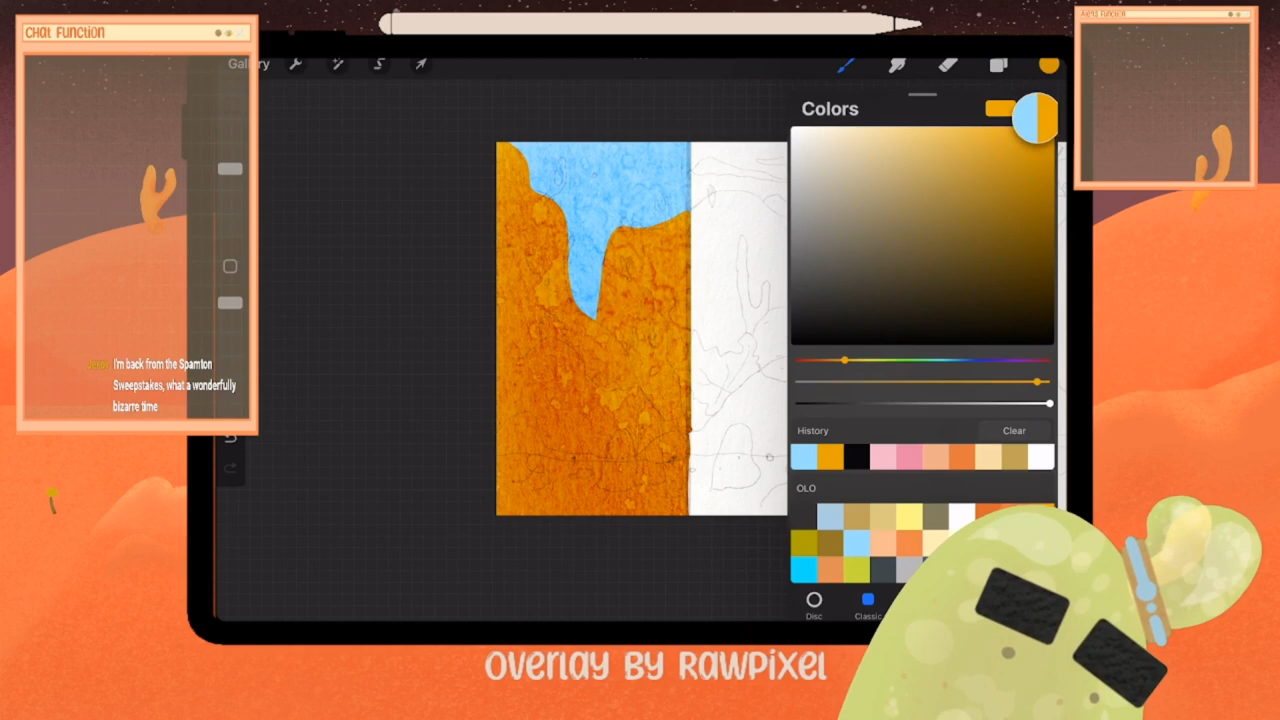 CHAT FUNCTION
Gallery
I'm back from the Spamton
Sweepstakes, what a wonderfully
bizarre time
Colors
History
Clear
OLO
Disc
Classic
OVERLAY BY RAWPIXEL